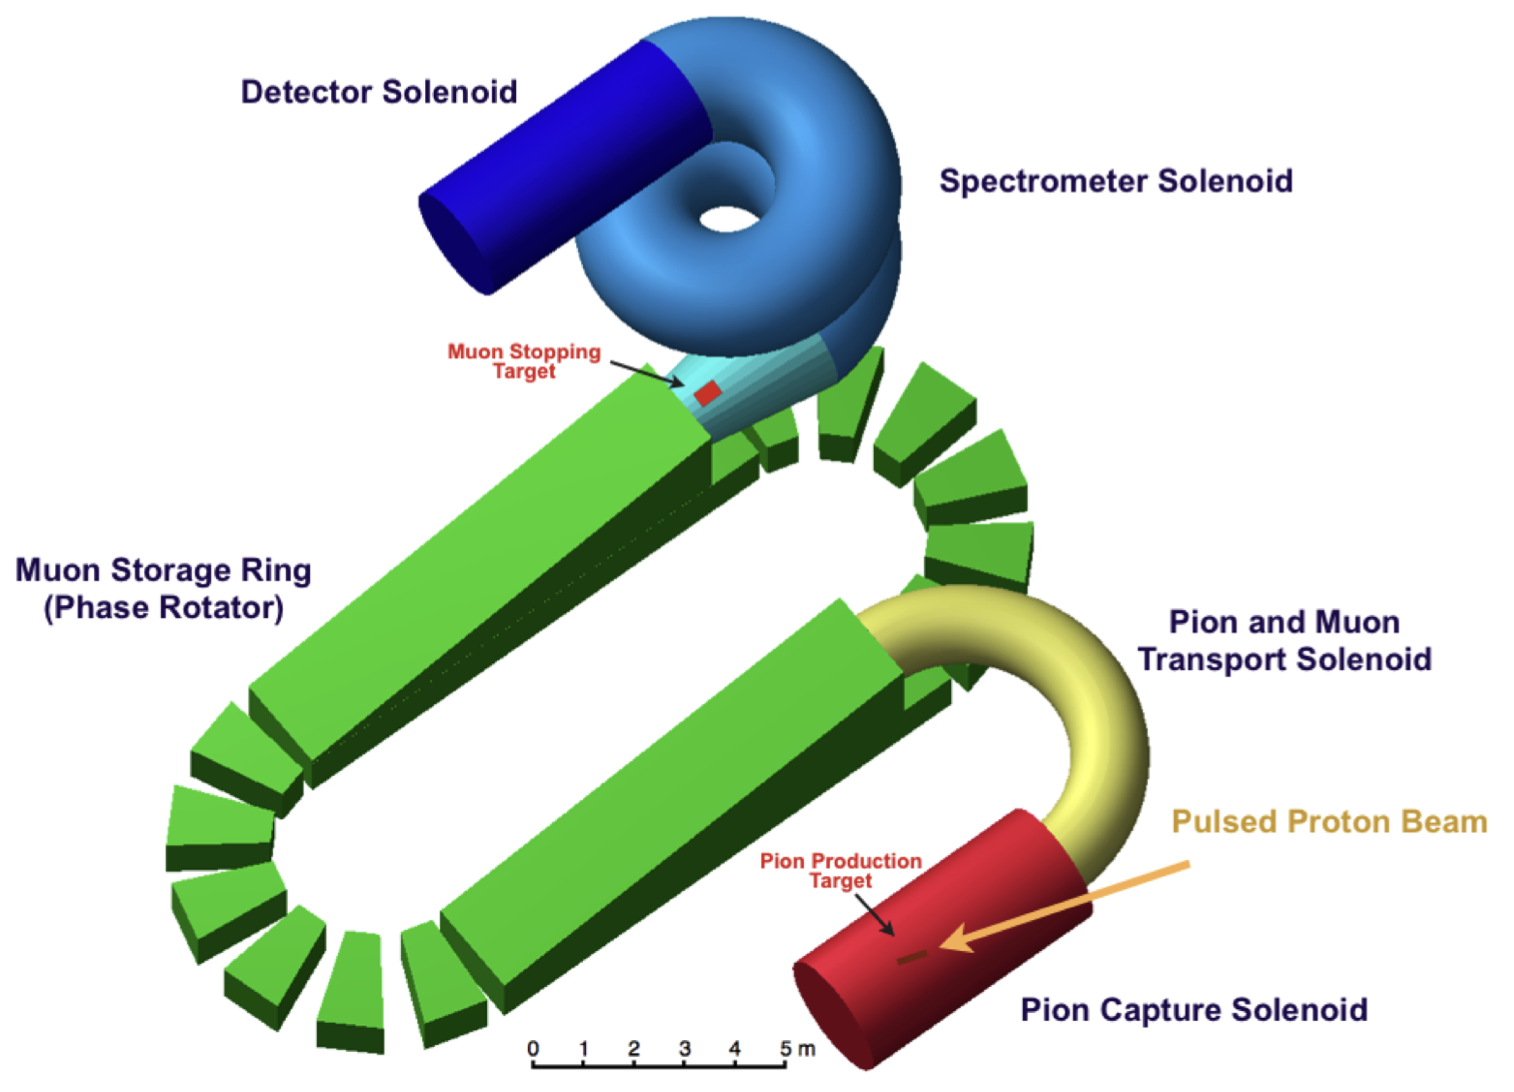 Detector Solenoid
Spectrometer Solenoid
Muon Stopping
Target
Muon Storage Ring
(Phase Rotator)
Pion and Muon
Transport Solenoid
Pulsed Proton Beam
Pion Production
Target
Pion Capture Solenoid
0 1 2 3 4 5 m